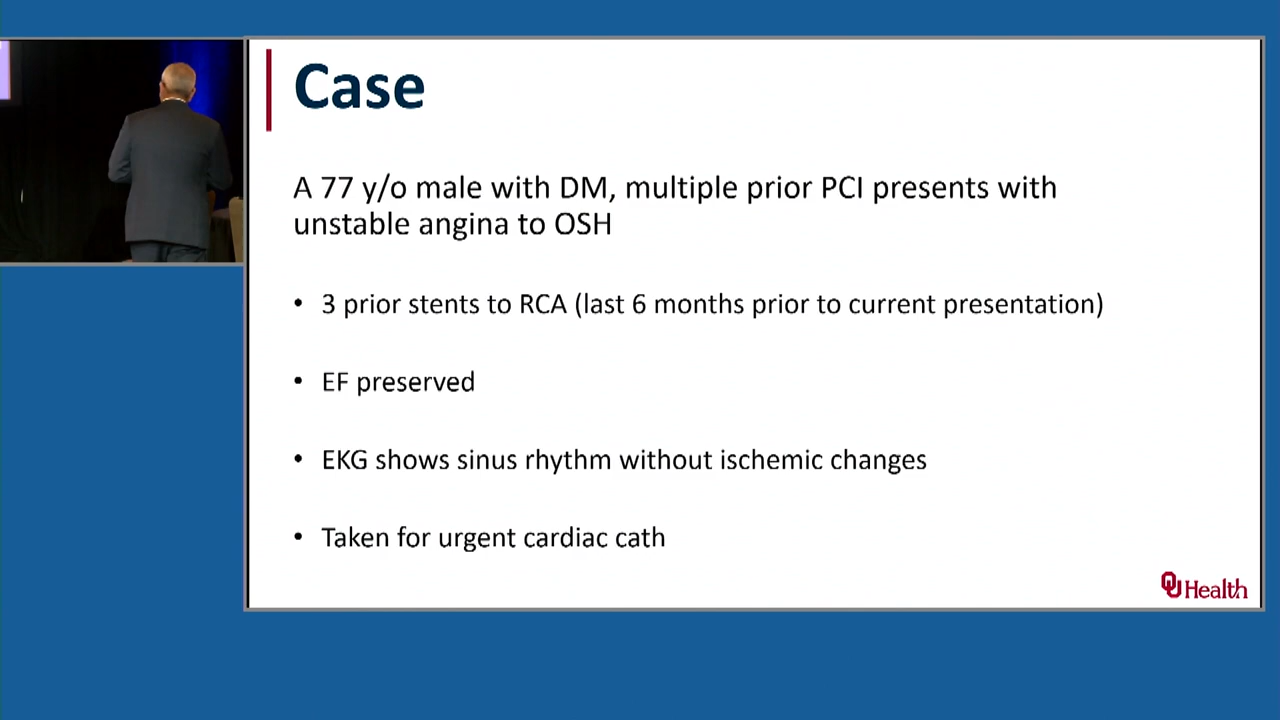 Case
A 77 y/o male with DM, multiple prior PCI presents with
unstable angina to OSH
• 3 prior stents to RCA (last 6 months prior to current presentation)
• EF preserved
• EKG shows sinus rhythm without ischemic changes
• Taken for urgent cardiac cath
OU Health